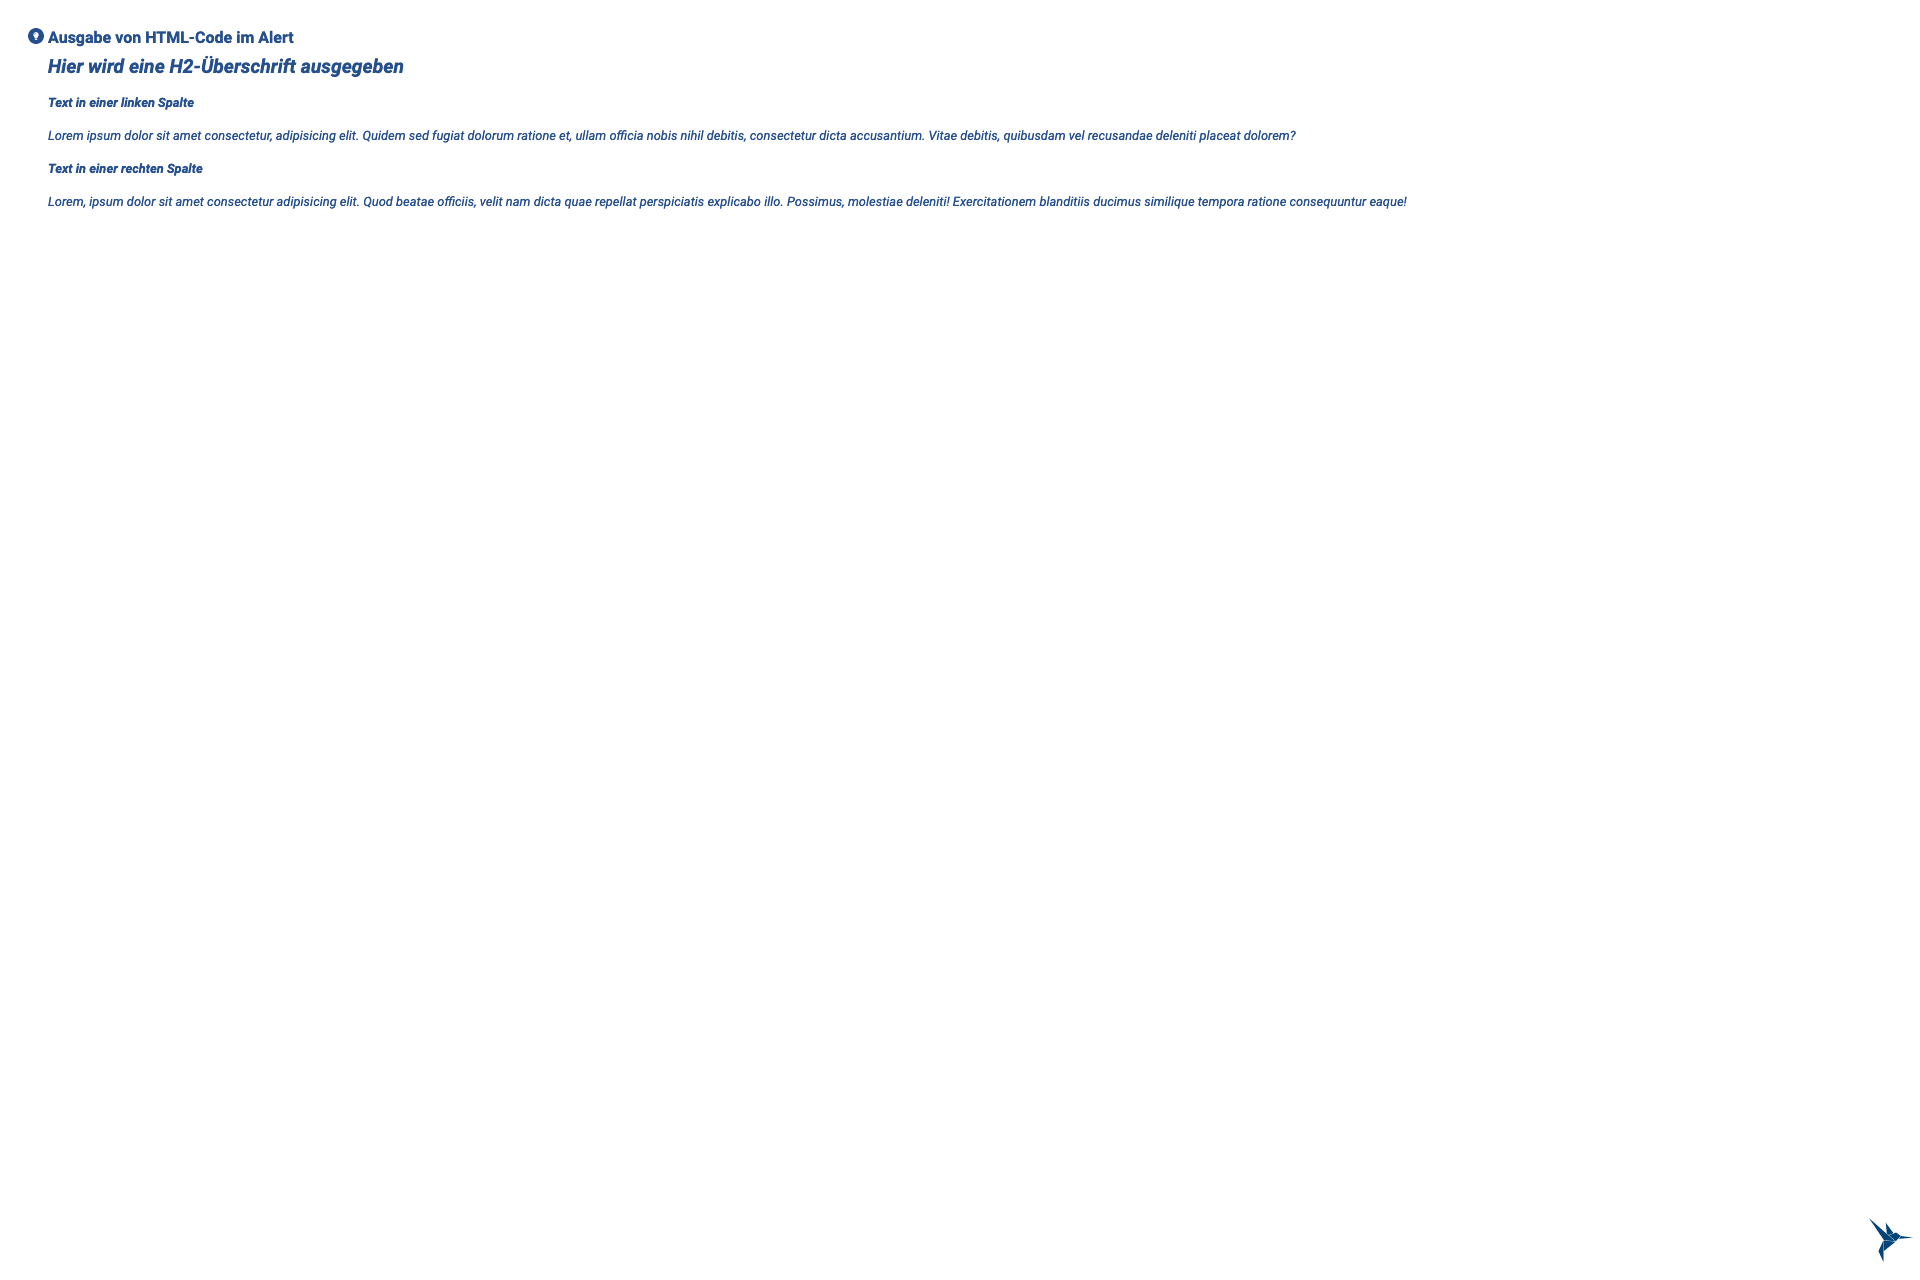 Ausgabe von HTML-Code im Alert
Hier wird eine H2-Überschrift ausgegeben
Text in einer linken Spalte
Lorem ipsum dolor sit amet consectetur, adipisicing elit. Quidem sed fugiat dolorum ratione et, ullam officia nobis nihil debitis, consectetur dicta accusantium. Vitae debitis, quibusdam vel recusandae deleniti placeat dolorem?
Text in einer rechten Spalte
Lorem, ipsum dolor sit amet consectetur adipisicing elit. Quod beatae officiis, velit nam dicta quae repellat perspiciatis explicabo illo. Possimus, molestiae deleniti! Exercitationem blanditiis ducimus similique tempora ratione consequuntur eaque!